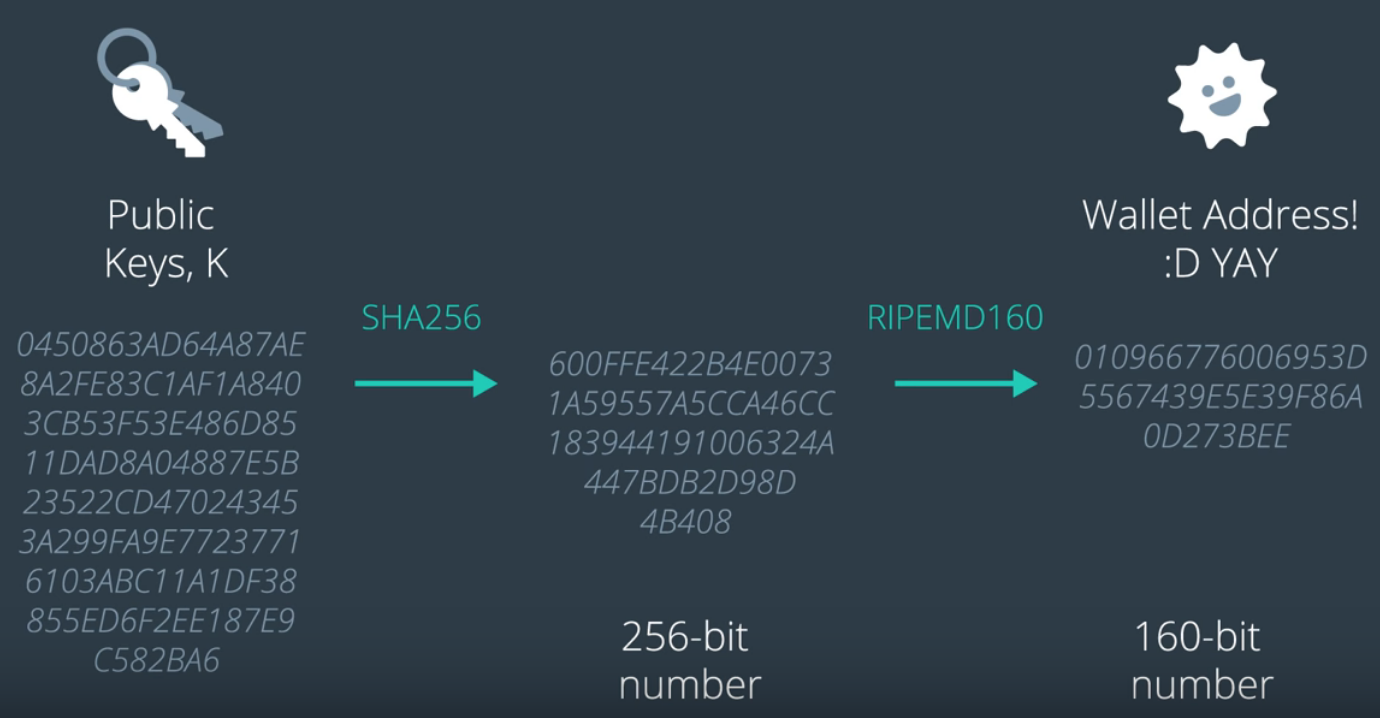 Public
Keys, K
0450863AD64A87AE
8A2FE83C1AF1A840
3CB53F53E486D85
11DAD8A04887E5B
23522CD47024345
3A299FA9E7723771
6103ABC11A1DF38
855ED6F2EE187E9
C582BA6
SHA256
600FFE422B4E0073
1A59557A5CCA46CC
183944191006324A
447BDB2D98D
4B408
256-bit
number
RIPEMD160
Wallet Address!
:D YAY
010966776006953D
5567439E5E39F86A
0D273BEE
160-bit
number